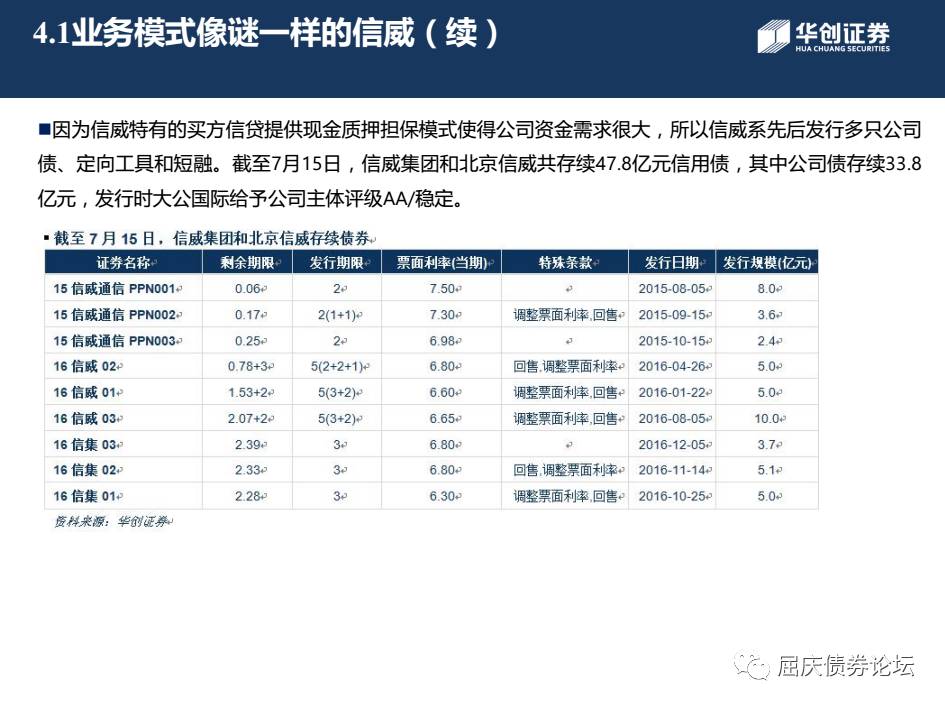 4.1业务模式像谜一样的信威（续）
华创证券
HUA CHUANG SECURITIES
■因为信威特有的买方信贷提供现金质押担保模式使得公司资金需求很大，所以信威系先后发行多只公司
债、定向工具和短融。截至7月15日，信威集团和北京信威共存续47.8亿元信用债，其中公司债存续33.8
亿元，发行时大公国际给予公司主体评级AA/稳定。
▪ 截至 7 月 15 日，信威集团和北京信威存续债券
证券名称 剩余期限 发行期限 票面利率(当期) 特殊条款 发行日期 发行规模(亿元)
15 信威通信 PPN001 0.06 2 7.50 2015-08-05 8.0
15 信威通信 PPN002 0.17 2(1+1) 7.30 调整票面利率,回售 2015-09-15 3.6
15 信威通信 PPN003 0.25 2 6.98 2015-10-15 2.4
16 信威 02 0.78+3 5(2+2+1) 6.80 回售,调整票面利率 2016-04-26 5.0
16 信威 01 1.53+2 5(3+2) 6.60 调整票面利率,回售 2016-01-22 5.0
16 信威 03 2.07+2 5(3+2) 6.65 调整票面利率,回售 2016-08-05 10.0
16 信集 03 2.39 3 6.80 2016-12-05 3.7
16 信集 02 2.33 3 6.80 回售,调整票面利率 2016-11-14 5.1
16 信集 01 2.28 3 6.30 调整票面利率,回售 2016-10-25 5.0
资料来源：华创证券
屈庆债券论坛